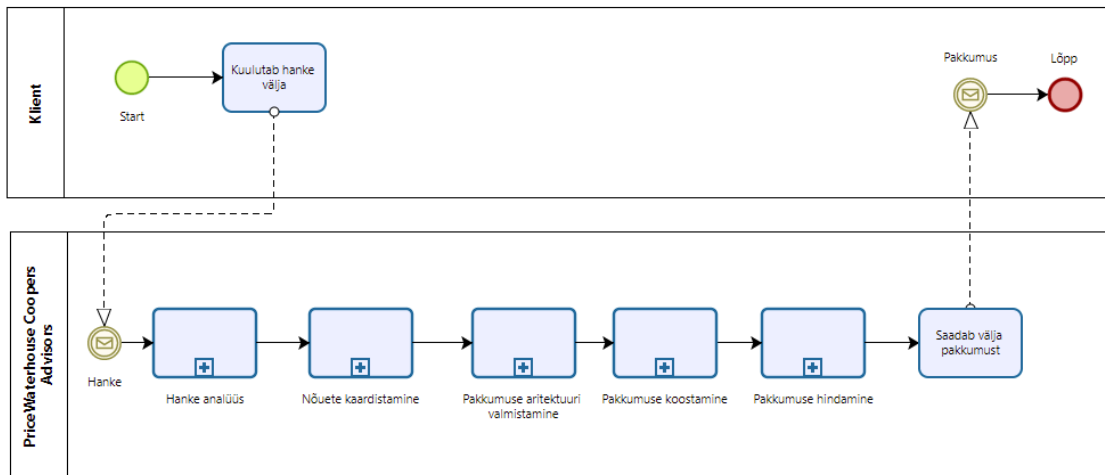 Klient
Start
Kuulutab hanke
välja
Pakkumus
Lõpp
PriceWaterhouse Coopers
Advisors
Hanke
Hanke analüüs
Nõuete kaardistamine
Pakkumuse aritektuuri
valmistamine
Pakkumuse koostamine
Pakkumuse hindamine
Saadab välja
pakkumust